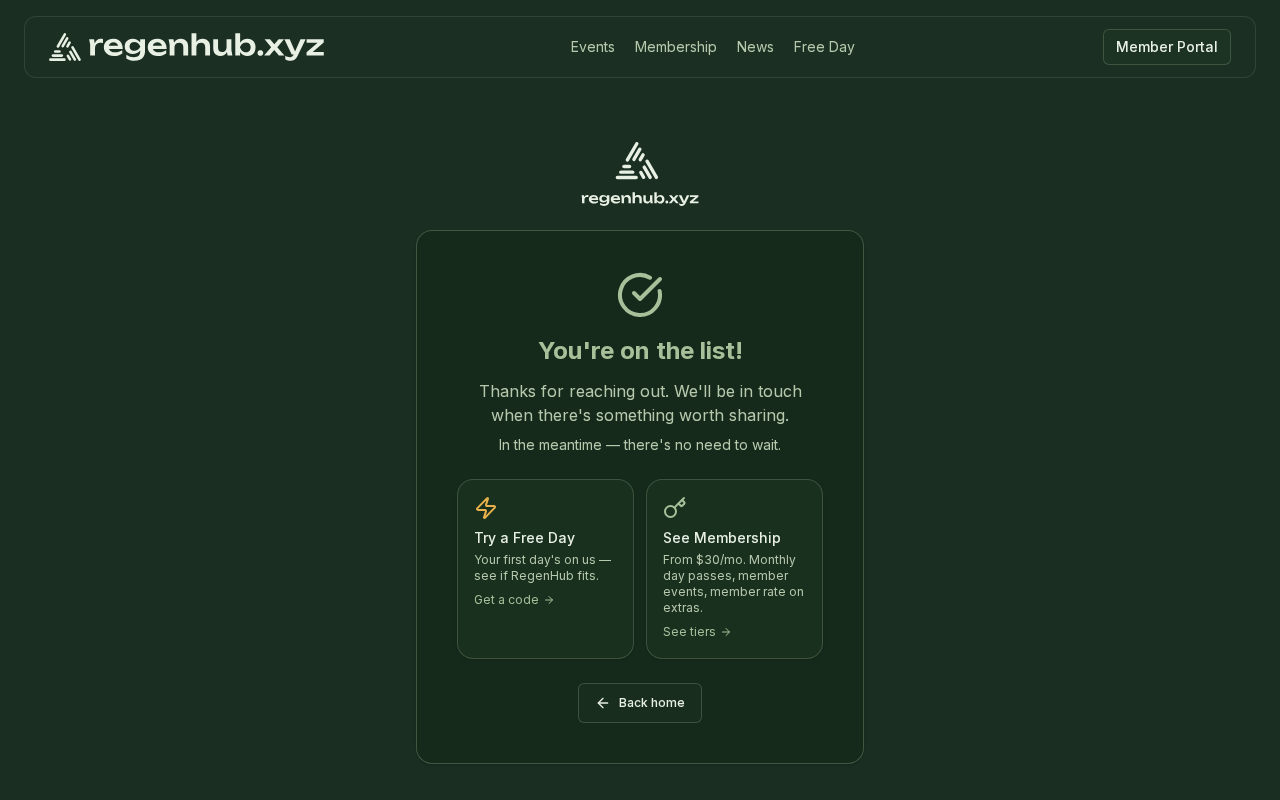 regenhub.xyz
Events
Membership
News
Free Day
Member Portal
regenhub.xyz
You're on the list!
Thanks for reaching out. We'll be in touch
when there's something worth sharing.
In the meantime — there's no need to wait.
Try a Free Day
Your first day's on us —
see if RegenHub fits.
Get a code →
See Membership
From $30/mo. Monthly
day passes, member
events, member rate on
extras.
See tiers →
← Back home